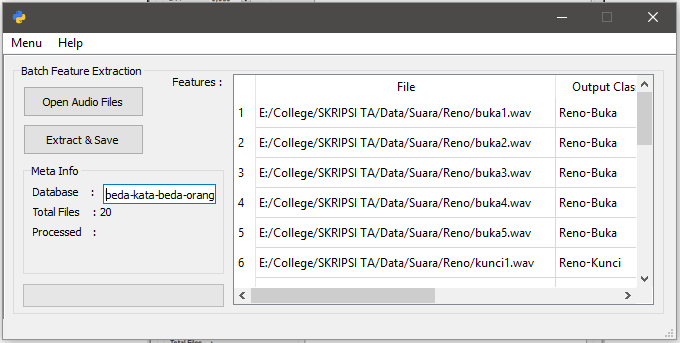 Menu Help
Batch Feature Extraction
Open Audio Files
Extract & Save
Meta Info
Database :
beda-kata-beda-orang
Total Files : 20
Processed :
Features :
File Output Clas
1 E:/College/SKRIPSI TA/Data/Suara/Reno/buka1.wav Reno-Buka
2 E:/College/SKRIPSI TA/Data/Suara/Reno/buka2.wav Reno-Buka
3 E:/College/SKRIPSI TA/Data/Suara/Reno/buka3.wav Reno-Buka
4 E:/College/SKRIPSI TA/Data/Suara/Reno/buka4.wav Reno-Buka
5 E:/College/SKRIPSI TA/Data/Suara/Reno/buka5.wav Reno-Buka
6 E:/College/SKRIPSI TA/Data/Suara/Reno/kunci1.wav Reno-Kunci
Total Files :